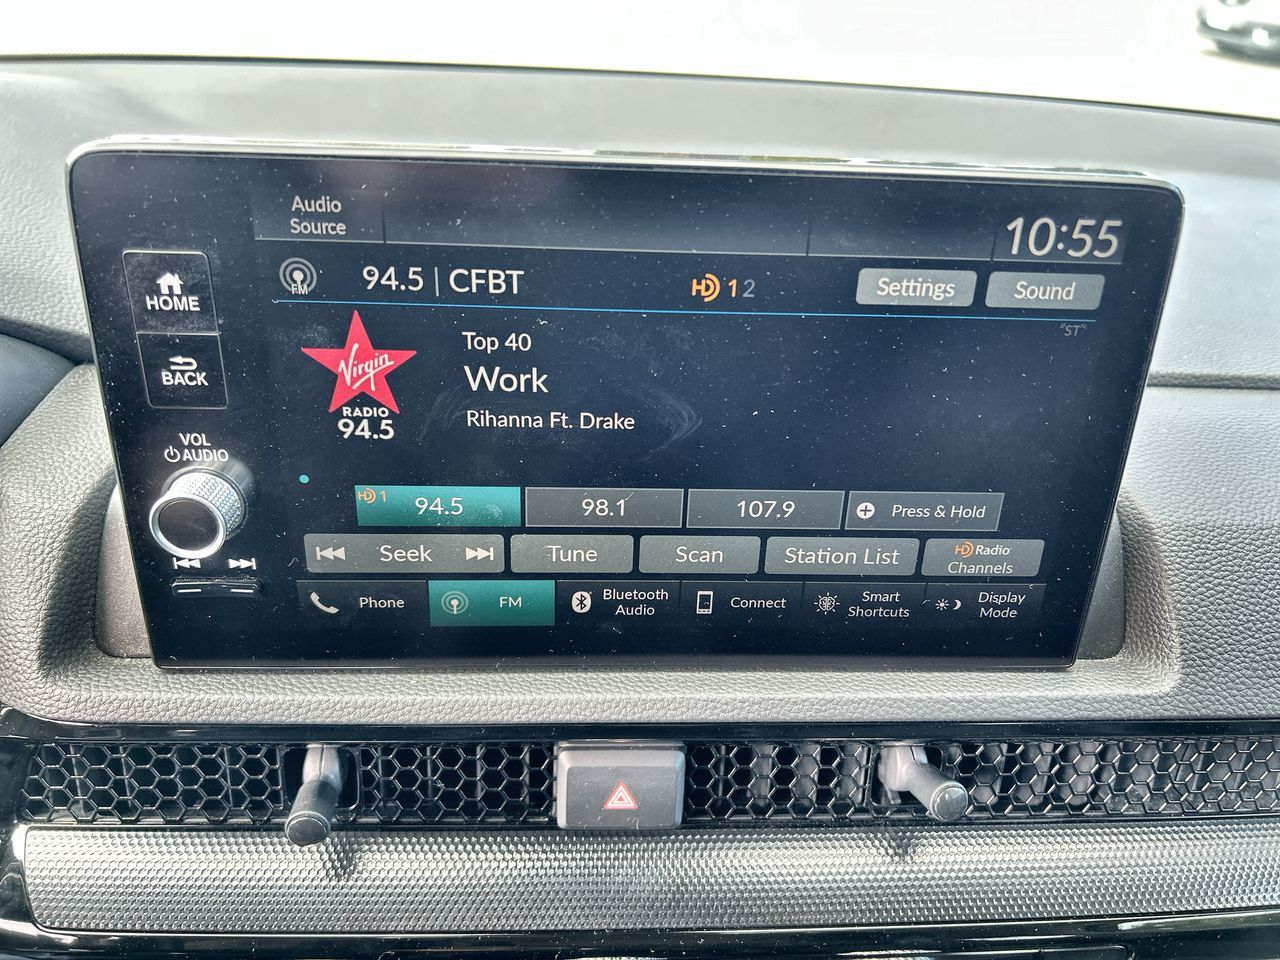 Audio
Source
10:55
HOME
BACK
VOL
AUDIO
FM
94.5 | CFBT
HD 1 2
Settings
Sound
"ST"
Virgin
RADIO
94.5
Top 40
Work
Rihanna Ft. Drake
HD 1
94.5
98.1
107.9
Press & Hold
Seek
Tune
Scan
Station List
HD Radio
Channels
Phone
FM
Bluetooth
Audio
Connect
Smart
Shortcuts
Display
Mode